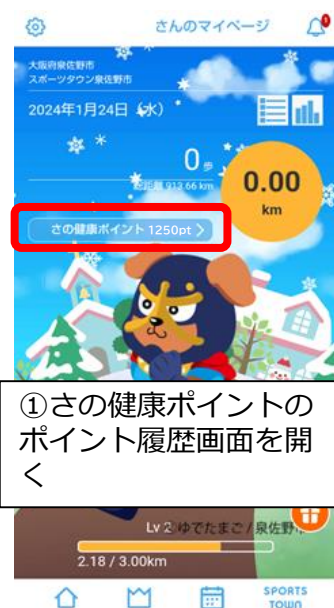 さんのマイページ
大阪府泉佐野市
スポーツタウン泉佐野市
2024年1月24日（水）
0 歩
総距離 913.66 km
0.00
km
さの健康ポイント 1250pt
①さの健康ポイントの
ポイント履歴画面を開
く
Lv 2 ゆでたまご / 泉佐野市
2.18 / 3.00km
SPORTS
TOWN